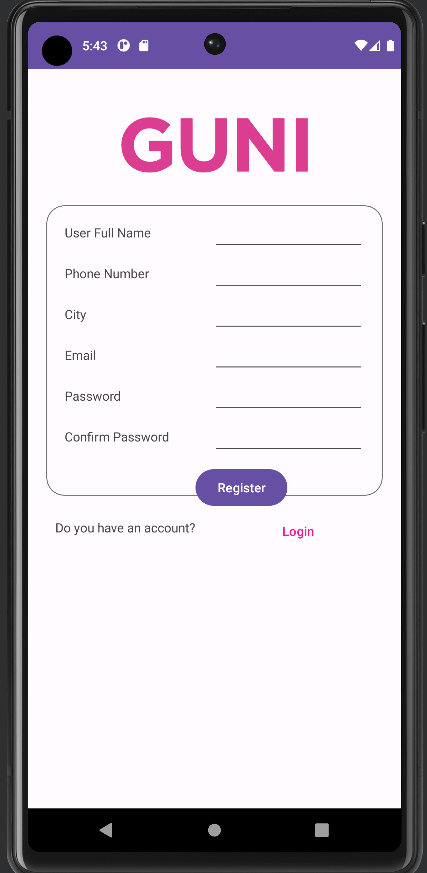 5:43
GUNI
User Full Name
Phone Number
City
Email
Password
Confirm Password
Register
Do you have an account? Login